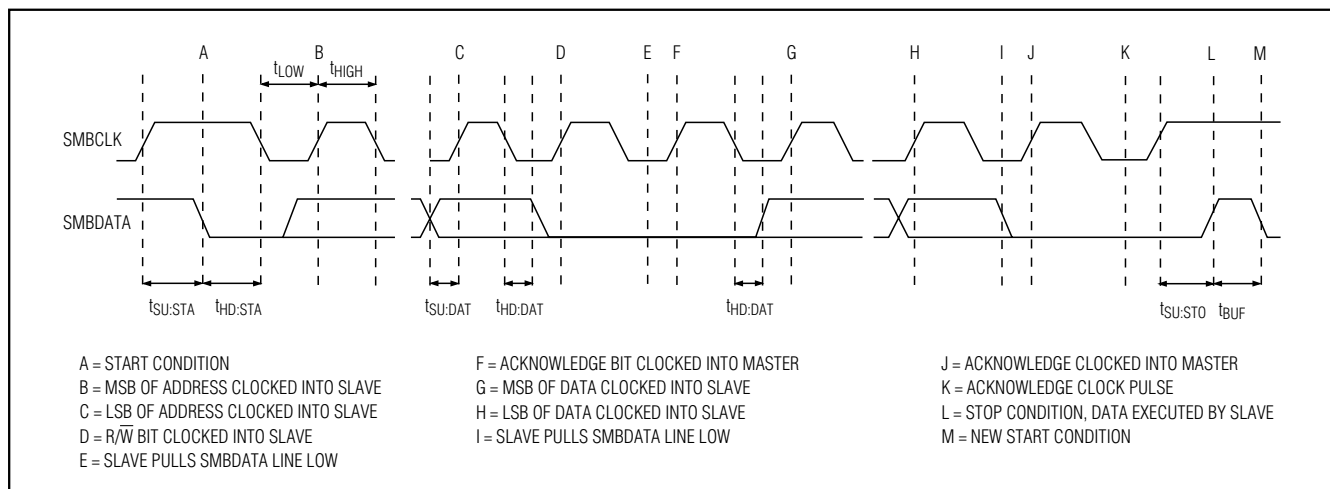 A B C D E F G H I J K L M
tLOW tHIGH
SMBCLK
SMBDATA
tSU:STA tHD:STA tSU:DAT tHD:DAT tHD:DAT tSU:STO tBUF
A = START CONDITION
B = MSB OF ADDRESS CLOCKED INTO SLAVE
C = LSB OF ADDRESS CLOCKED INTO SLAVE
D = R/W̅ BIT CLOCKED INTO SLAVE
E = SLAVE PULLS SMBDATA LINE LOW
F = ACKNOWLEDGE BIT CLOCKED INTO MASTER
G = MSB OF DATA CLOCKED INTO SLAVE
H = LSB OF DATA CLOCKED INTO SLAVE
I = SLAVE PULLS SMBDATA LINE LOW
J = ACKNOWLEDGE CLOCKED INTO MASTER
K = ACKNOWLEDGE CLOCK PULSE
L = STOP CONDITION, DATA EXECUTED BY SLAVE
M = NEW START CONDITION